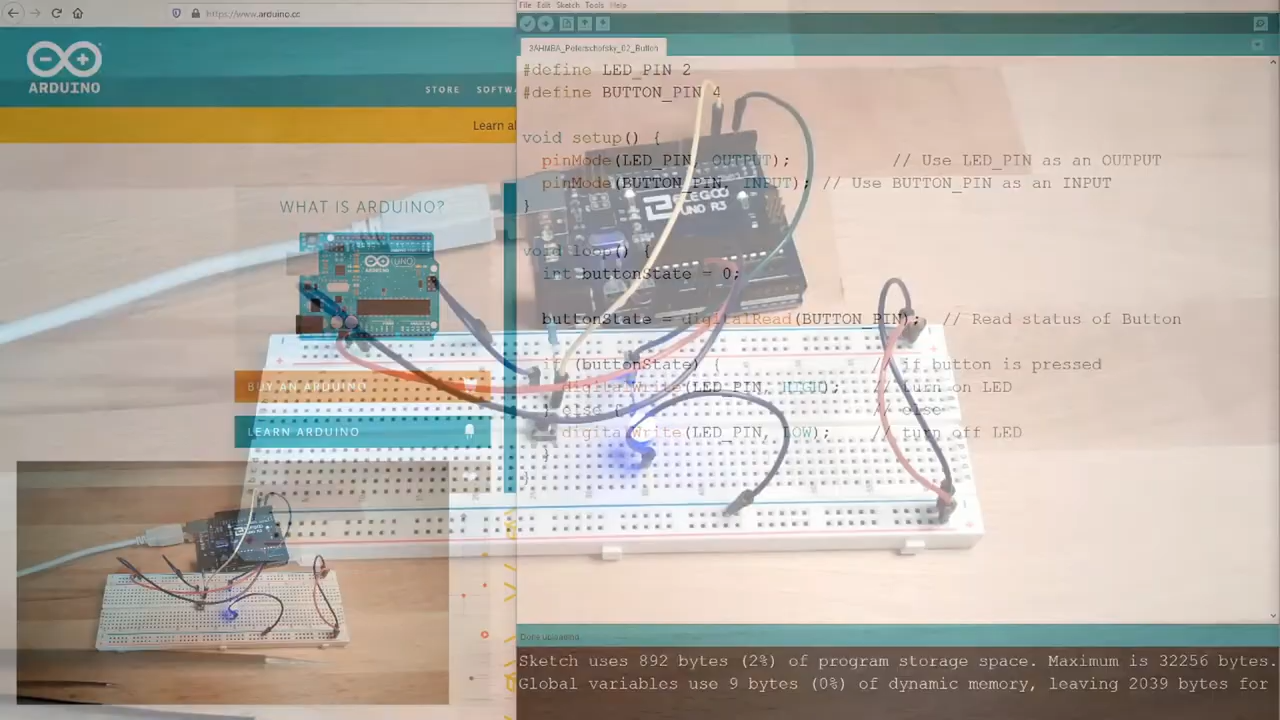 https://www.arduino.cc
ARDUINO
STORE
WHAT IS ARDUINO?
ARDUINO
BUY AN ARDUINO
LEARN ARDUINO
File Edit Sketch Tools Help
#define LED_PIN 2
#define BUTTON_PIN 4
void setup() {
pinMode(LED_PIN, OUTPUT); // Use LED_PIN as an OUTPUT
pinMode(BUTTON_PIN, INPUT); // Use BUTTON_PIN as an INPUT
}
ELEGOO
UNO R3
void loop() {
int buttonState = 0;
buttonState = digitalRead(BUTTON_PIN); // Read status of Button
if (buttonState) { // if button is pressed
digitalWrite(LED_PIN, HIGH); // turn on LED
} else { // else
digitalWrite(LED_PIN, LOW); // turn off LED
}
}
Done uploading.
Sketch uses 892 bytes (2%) of program storage space. Maximum is 32256 bytes.
Global variables use 9 bytes (0%) of dynamic memory, leaving 2039 bytes for